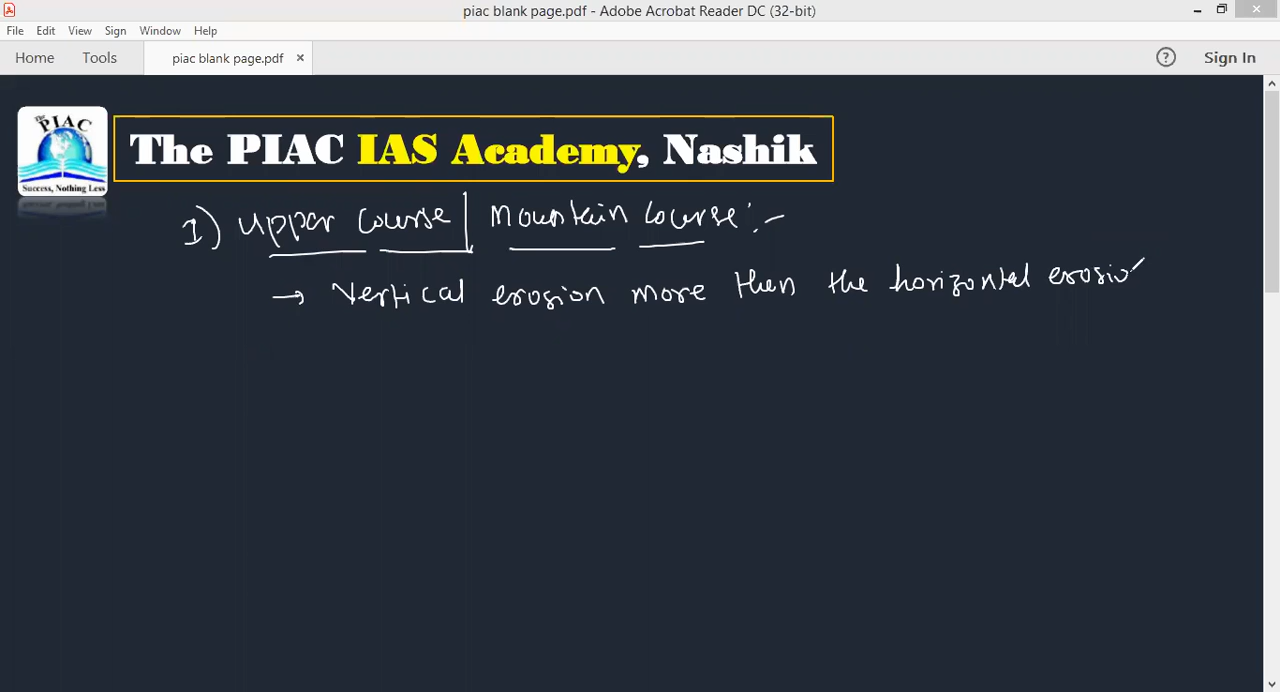 piac blank page.pdf - Adobe Acrobat Reader DC (32-bit)
File Edit View Sign Window Help
Home Tools piac blank page.pdf × ? Sign In
The PIAC
Success, Nothing Less
The PIAC IAS Academy, Nashik
1) Upper course | Mountain course :-
→ Vertical erosion more then the horizontal erosio